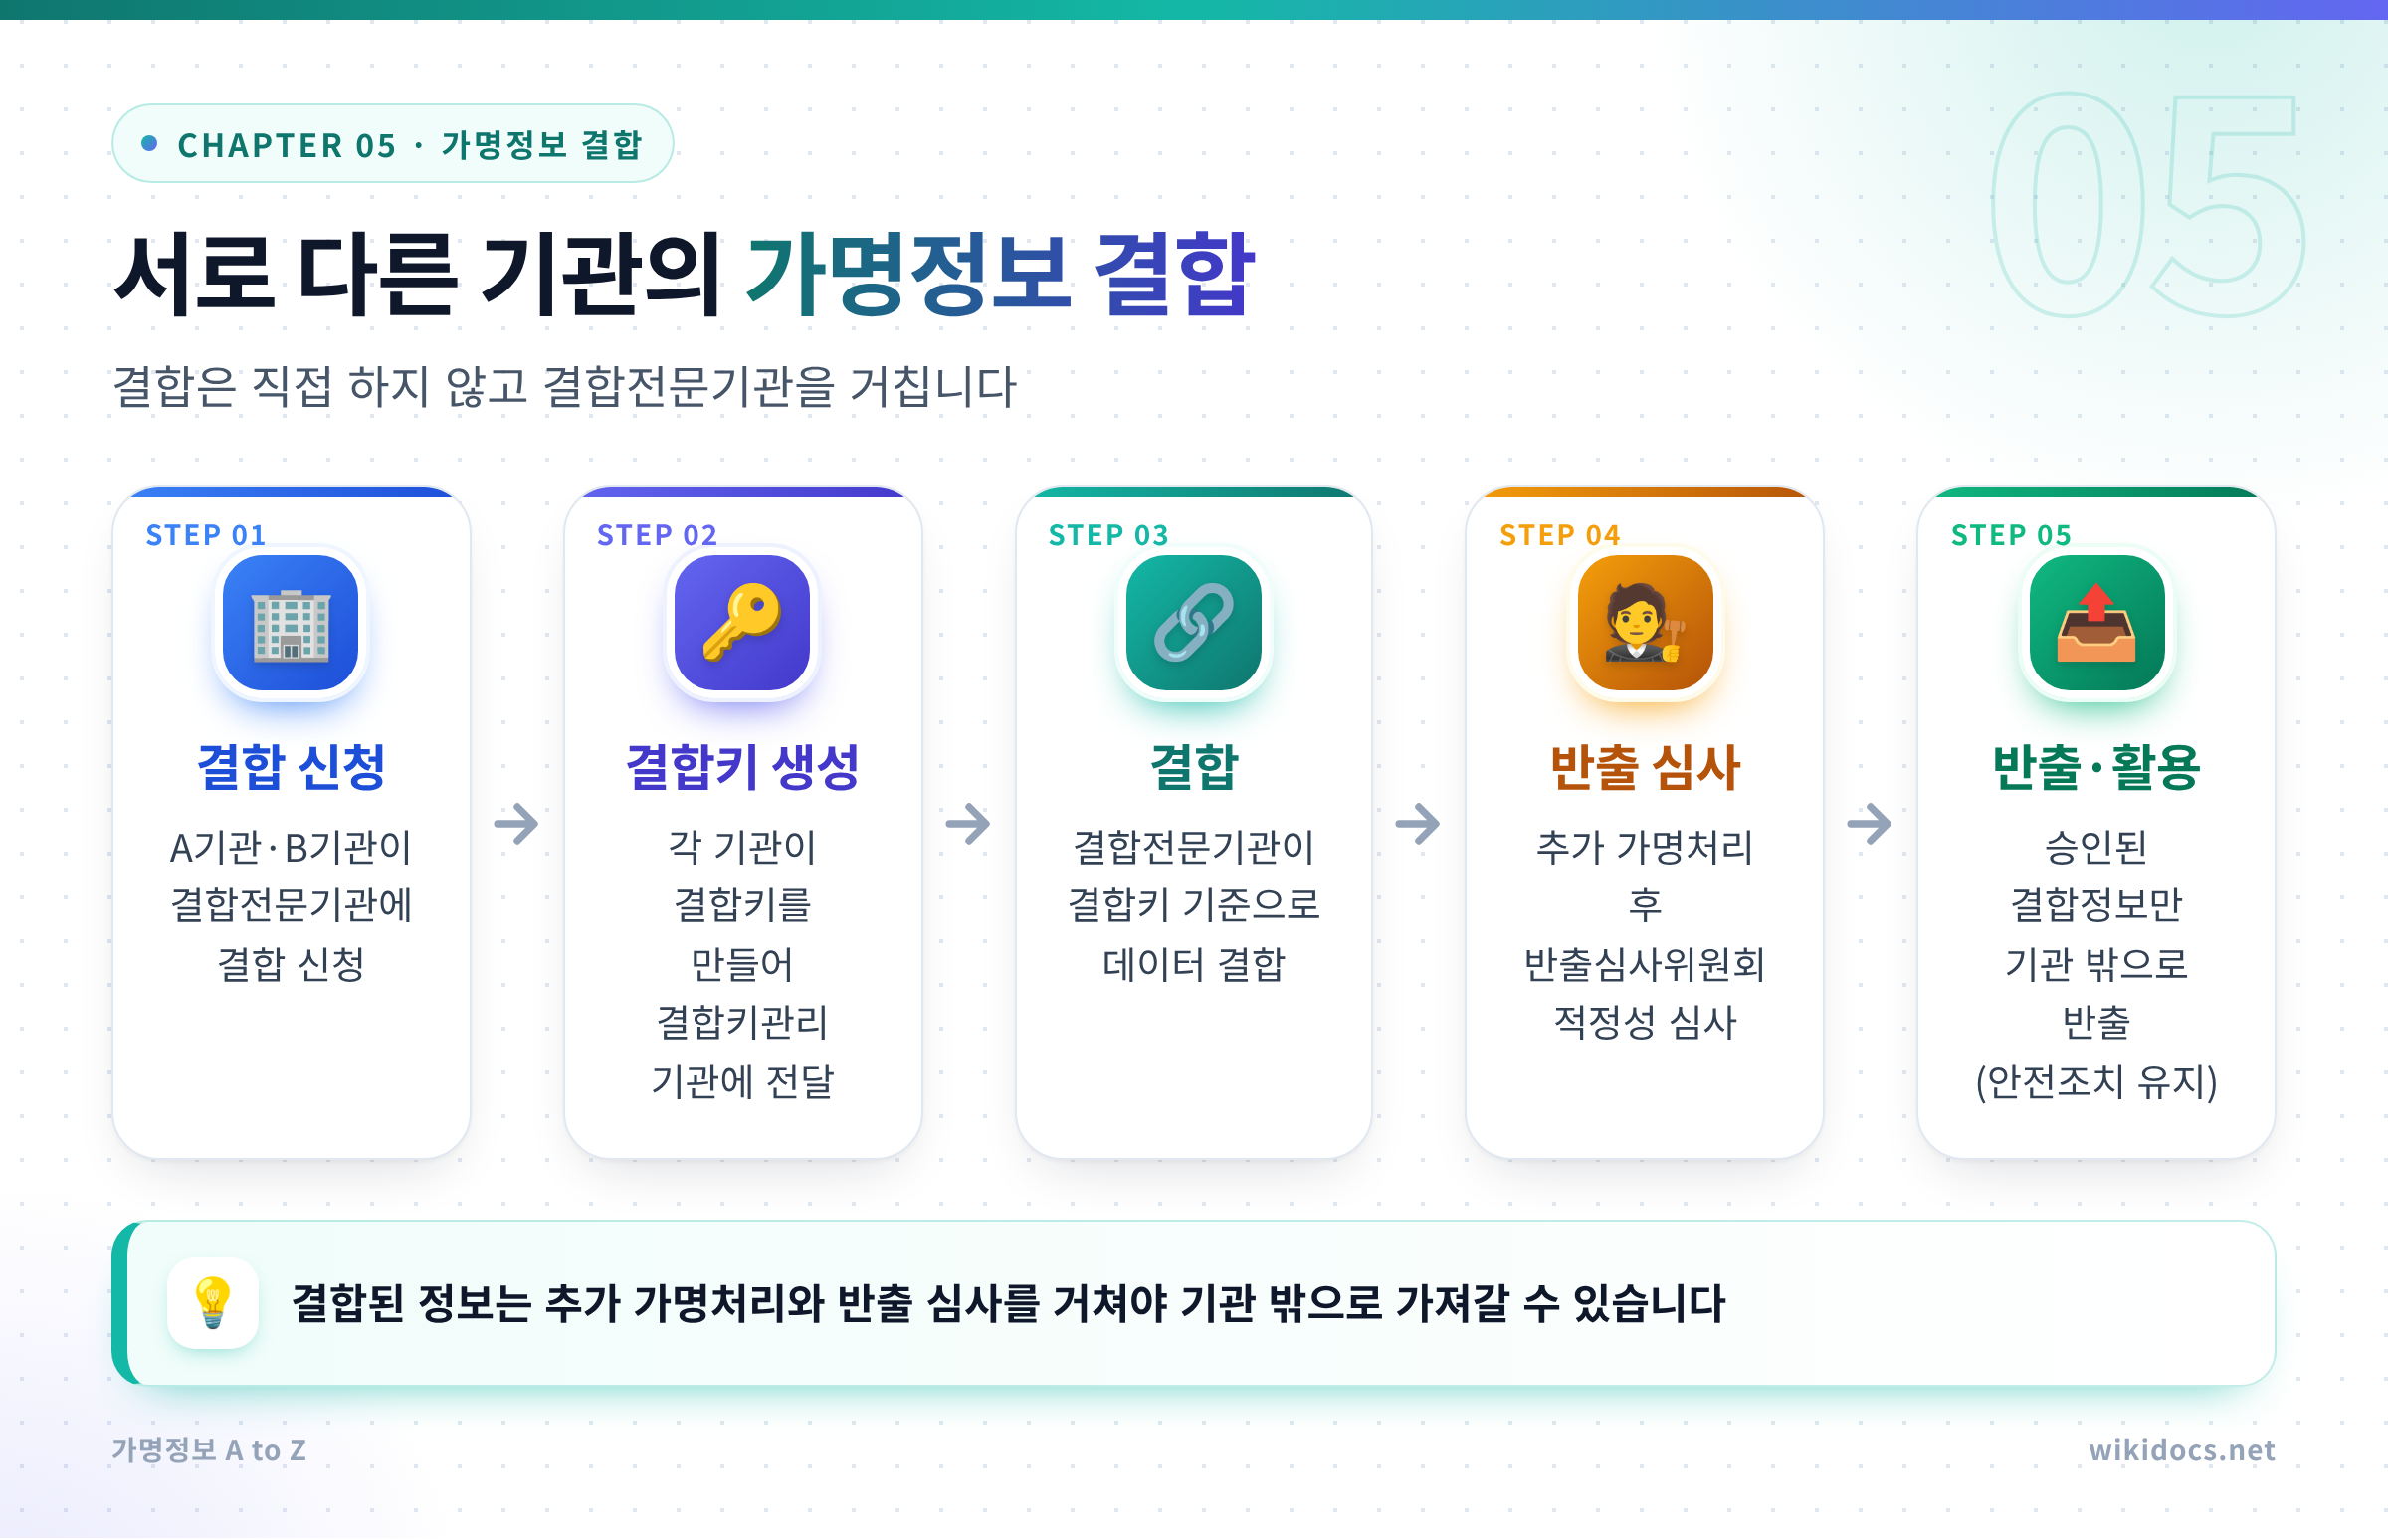 CHAPTER 05 · 가명정보 결합
05
서로 다른 기관의 가명정보 결합
결합은 직접 하지 않고 결합전문기관을 거칩니다
STEP 01
결합 신청
A기관·B기관이
결합전문기관에
결합 신청
STEP 02
결합키 생성
각 기관이
결합키를
만들어
결합키관리
기관에 전달
STEP 03
결합
결합전문기관이
결합키 기준으로
데이터 결합
STEP 04
반출 심사
추가 가명처리
후
반출심사위원회
적정성 심사
STEP 05
반출·활용
승인된
결합정보만
기관 밖으로
반출
(안전조치 유지)
결합된 정보는 추가 가명처리와 반출 심사를 거쳐야 기관 밖으로 가져갈 수 있습니다
가명정보 A to Z
wikidocs.net